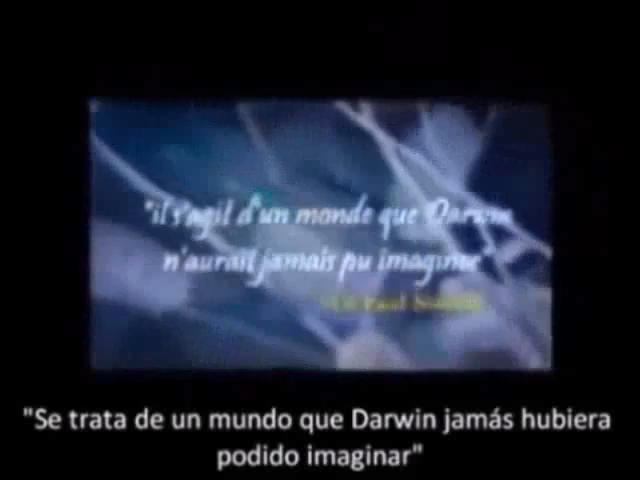 "il s'agit d'un monde que Darwin
n'aurait jamais pu imaginer"
"Se trata de un mundo que Darwin jamás hubiera
podido imaginar"